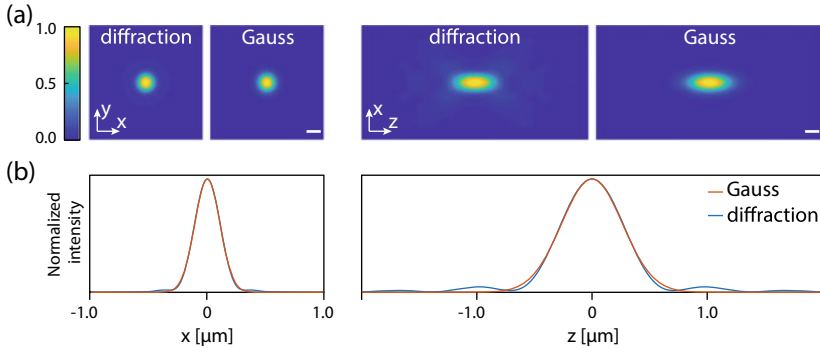 (a)
1.0
0.5
0.0
diffraction
y
x
Gauss
diffraction
x
z
Gauss
(b)
Normalized
intensity
-1.0
0
1.0
x [µm]
Gauss
diffraction
-1.0
0
1.0
z [µm]